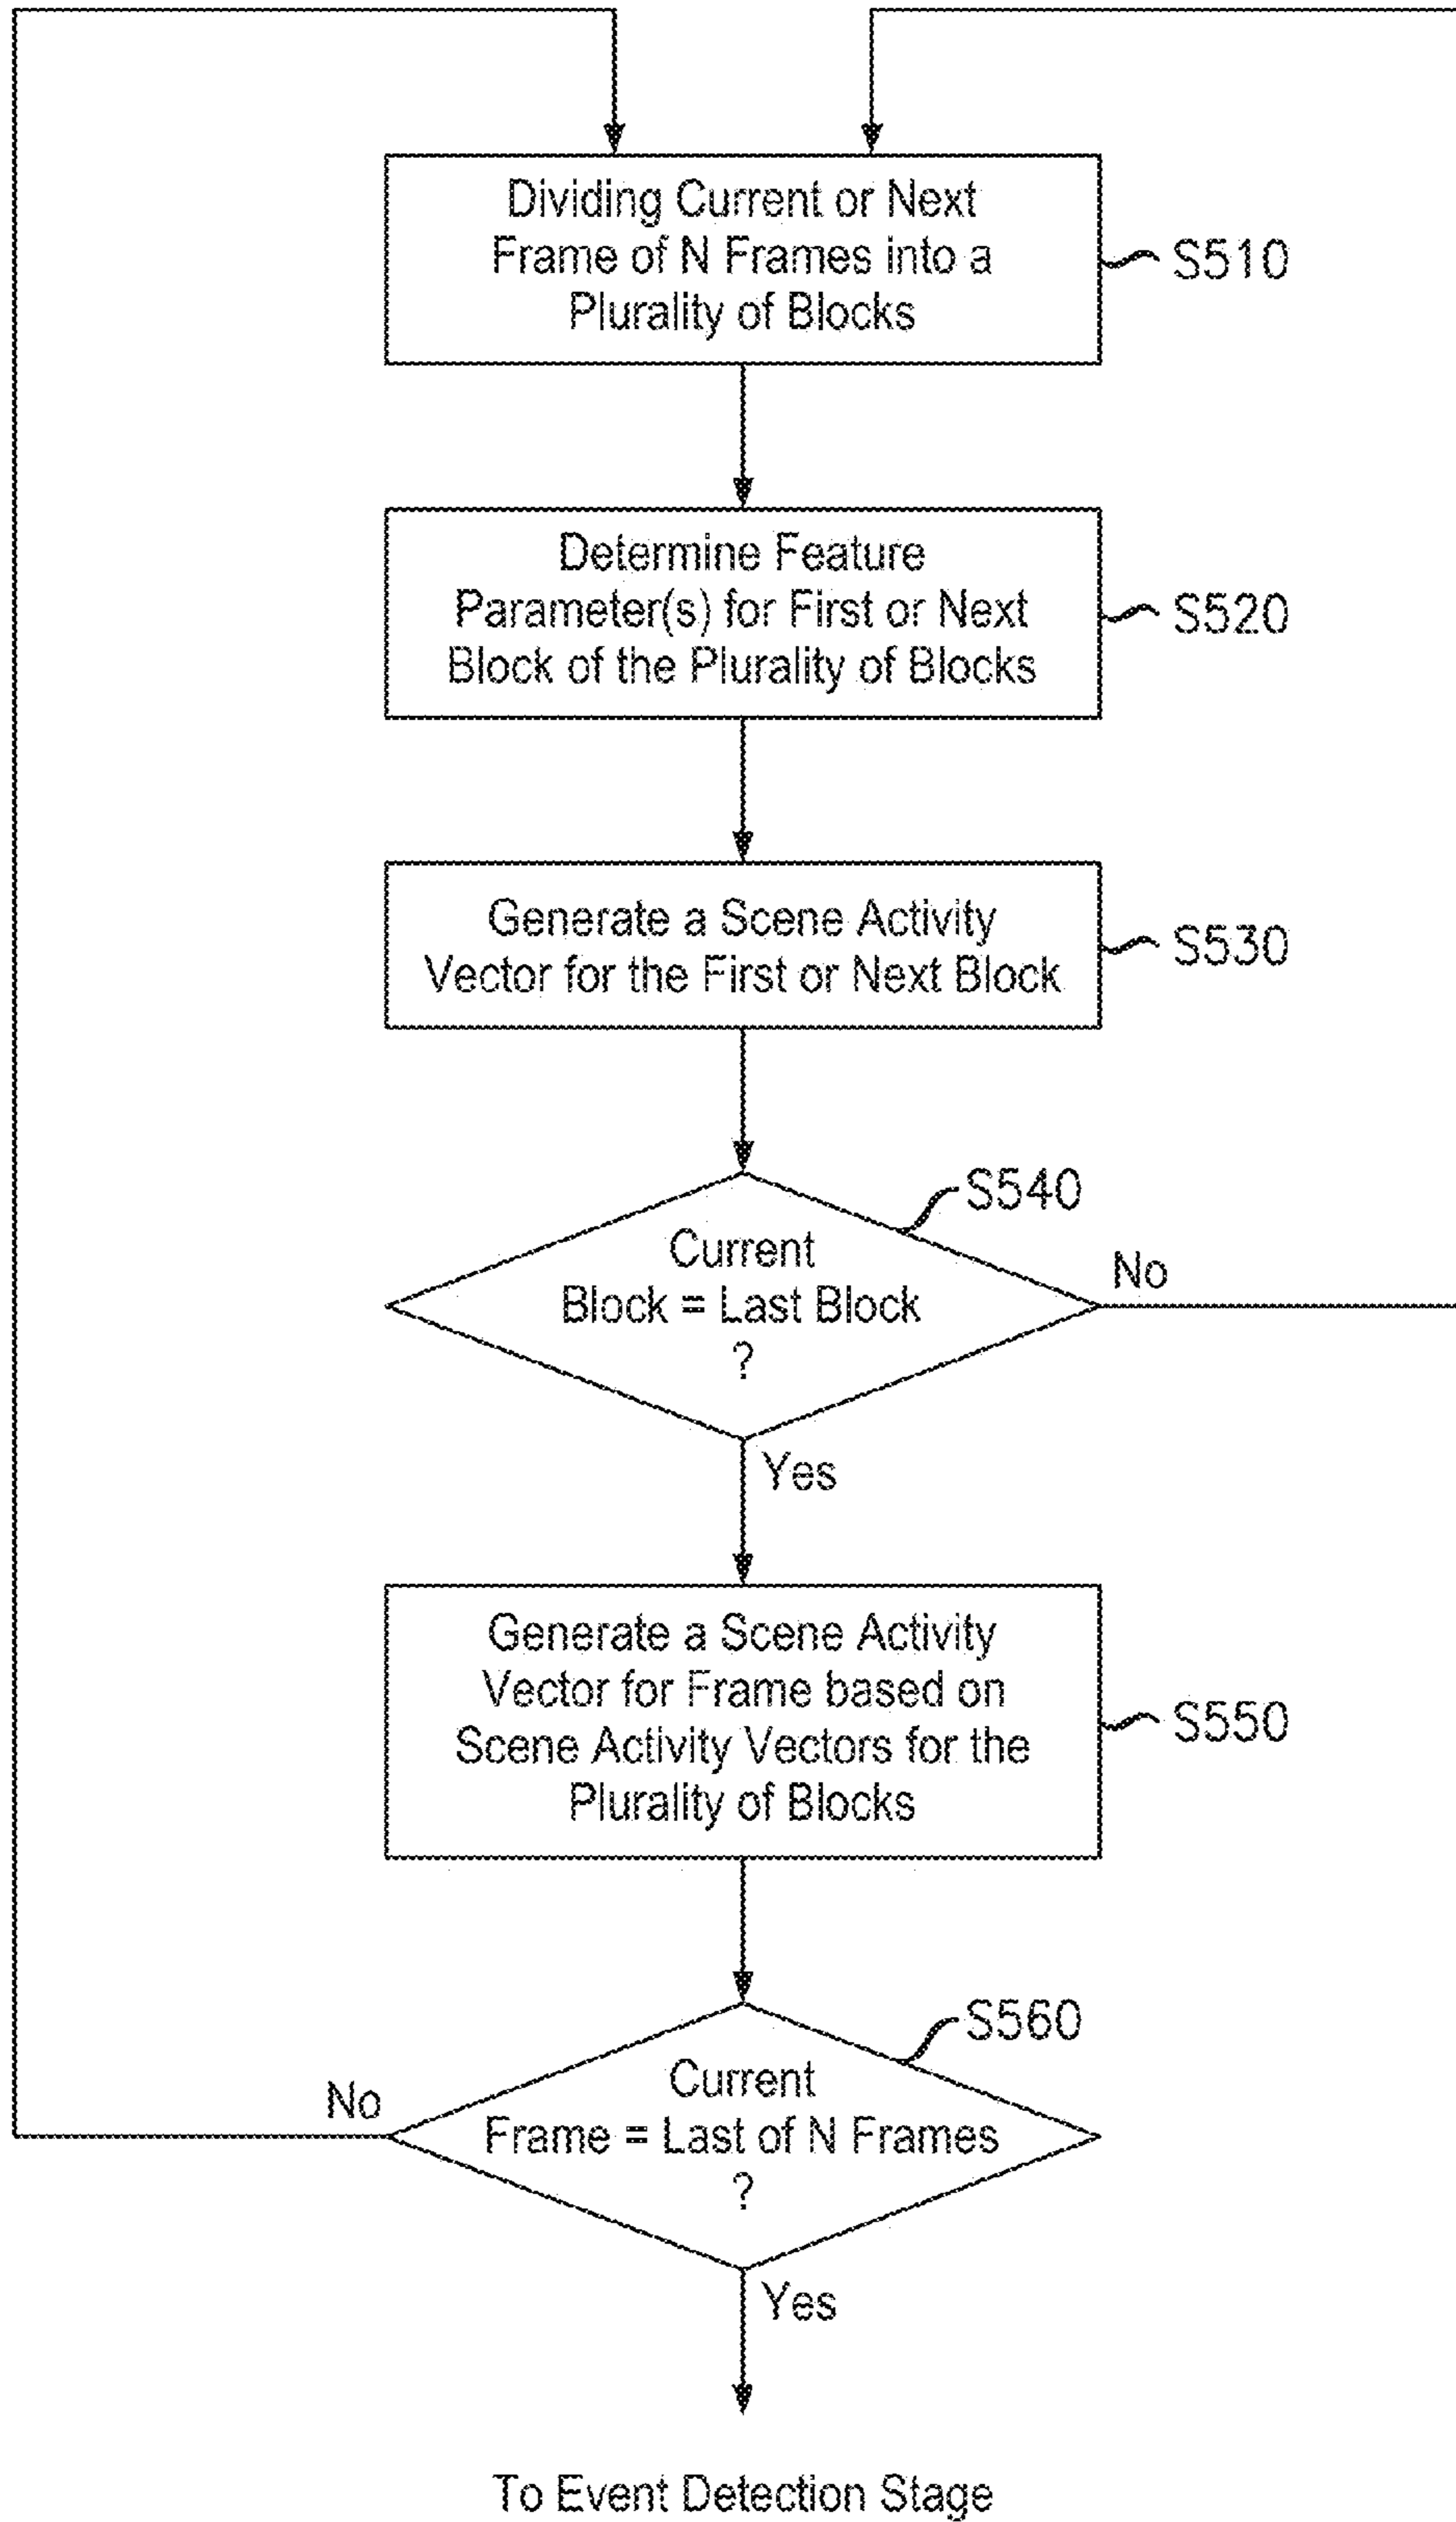 Dividing Current or Next
Frame of N Frames into a
Plurality of Blocks
S510
Determine Feature
Parameter(s) for First or Next
Block of the Plurality of Blocks
S520
Generate a Scene Activity
Vector for the First or Next Block
S530
S540
Current
Block = Last Block
?
No
Yes
Generate a Scene Activity
Vector for Frame based on
Scene Activity Vectors for the
Plurality of Blocks
S550
S560
Current
Frame = Last of N Frames
?
No
Yes
To Event Detection Stage